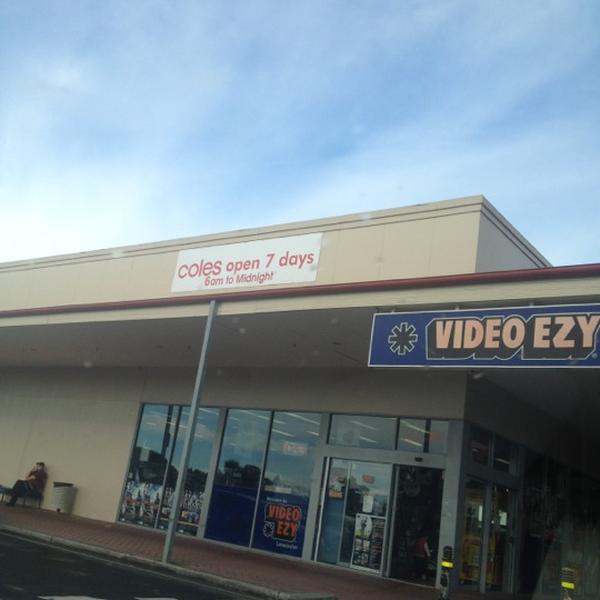 coles open 7 days
6am to Midnight
VIDEO EZY
VIDEO
EZY